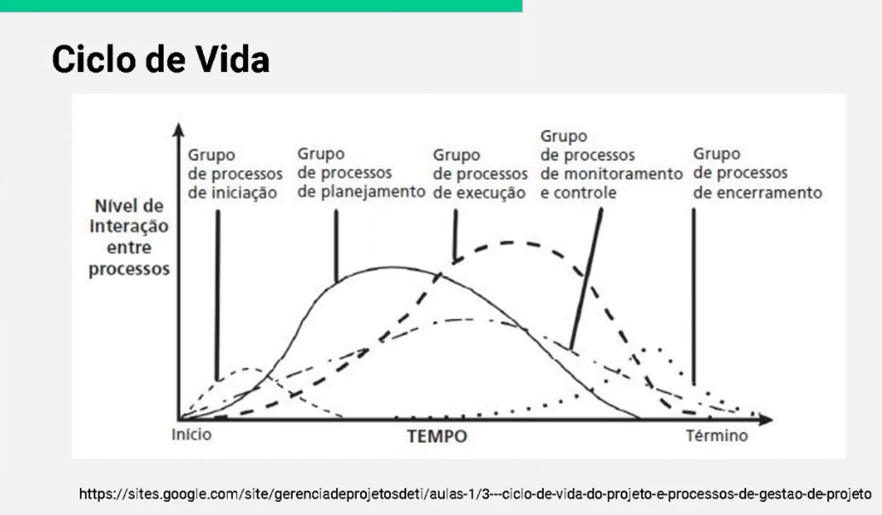 Ciclo de Vida
Nível de
Interação
entre
processos
Grupo
de processos
de iniciação
Grupo
de processos
de planejamento
Grupo
de processos
de execução
Grupo
de processos
de monitoramento
e controle
Grupo
de processos
de encerramento
Início
TEMPO
Término
https://sites.google.com/site/gerenciadeprojetosdeti/aulas-1/3---ciclo-de-vida-do-projeto-e-processos-de-gestao-de-projeto